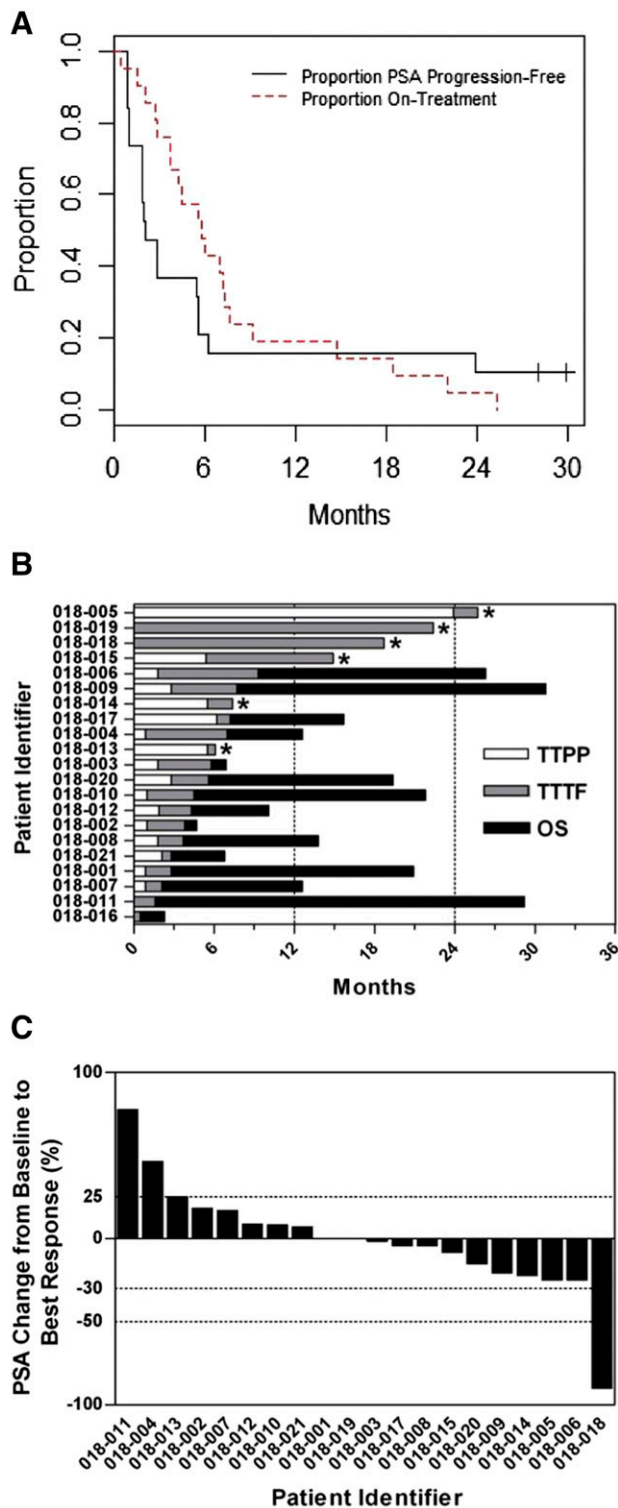 A
Proportion
1.0
0.8
0.6
0.4
0.2
0.0
Proportion PSA Progression-Free
Proportion On-Treatment
0 6 12 18 24 30
Months
B
Patient Identifier
018-005 *
018-019 *
018-018 *
018-015 *
018-006
018-009
018-014 *
018-017
018-004
018-013 *
018-003
018-020
018-010
018-012
018-002
018-008
018-021
018-001
018-007
018-011
018-016
TTPP
TTTF
OS
0 6 12 18 24 30 36
Months
C
PSA Change from Baseline to
Best Response (%)
100
25
0
-30
-50
-100
018-011 018-004 018-013 018-002 018-007 018-012 018-010 018-021 018-001 018-019 018-003 018-017 018-008 018-015 018-020 018-009 018-014 018-005 018-006 018-018
Patient Identifier